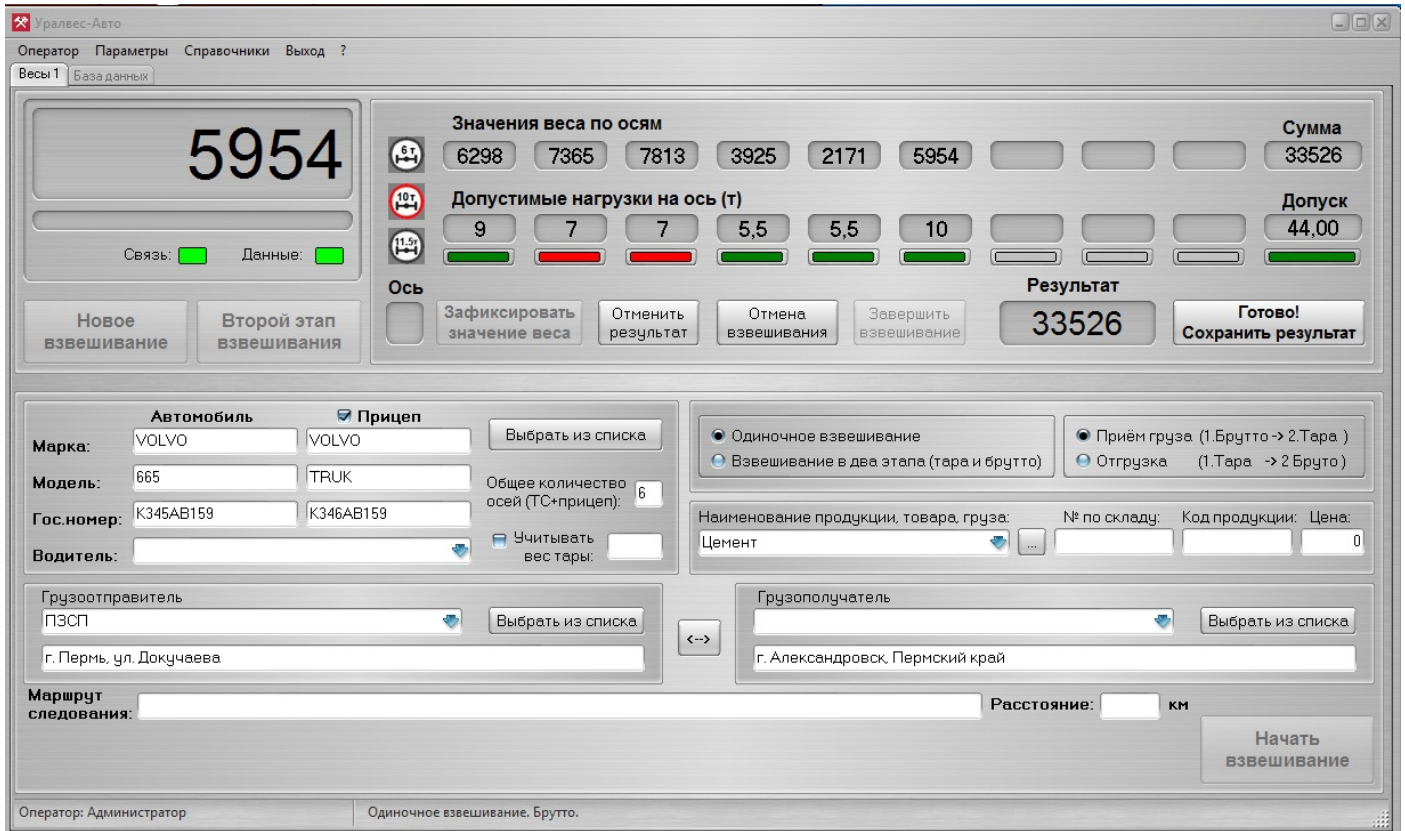 Уралвес-Авто
Оператор Параметры Справочники Выход ?
Весы 1 База данных
5954
Связь: Данные:
Новое взвешивание
Второй этап взвешивания
Значения веса по осям Сумма
6 т 6298 7365 7813 3925 2171 5954 33526
10т Допустимые нагрузки на ось (т) Допуск
9 7 7 5,5 5,5 10 44,00
11.5т
Ось Результат
Зафиксировать значение веса
Отменить результат
Отмена взвешивания
Завершить взвешивание
33526
Готово!
Сохранить результат
Автомобиль Прицеп
Марка: VOLVO VOLVO Выбрать из списка
Модель: 665 TRUK
Общее количество осей (ТС+прицеп): 6
Гос.номер: К345АВ159 К346АВ159
Водитель:
Учитывать вес тары:
Одиночное взвешивание
Взвешивание в два этапа (тара и брутто)
Приём груза (1.Брутто -> 2.Тара )
Отгрузка (1.Тара -> 2 Бруто )
Наименование продукции, товара, груза: № по складу: Код продукции: Цена:
Цемент ... 0
Грузоотправитель
ПЗСП Выбрать из списка
г. Пермь, ул. Докучаева
<-->
Грузополучатель
Выбрать из списка
г. Александровск, Пермский край
Маршрут следования: Расстояние: км
Начать взвешивание
Оператор: Администратор Одиночное взвешивание. Брутто.